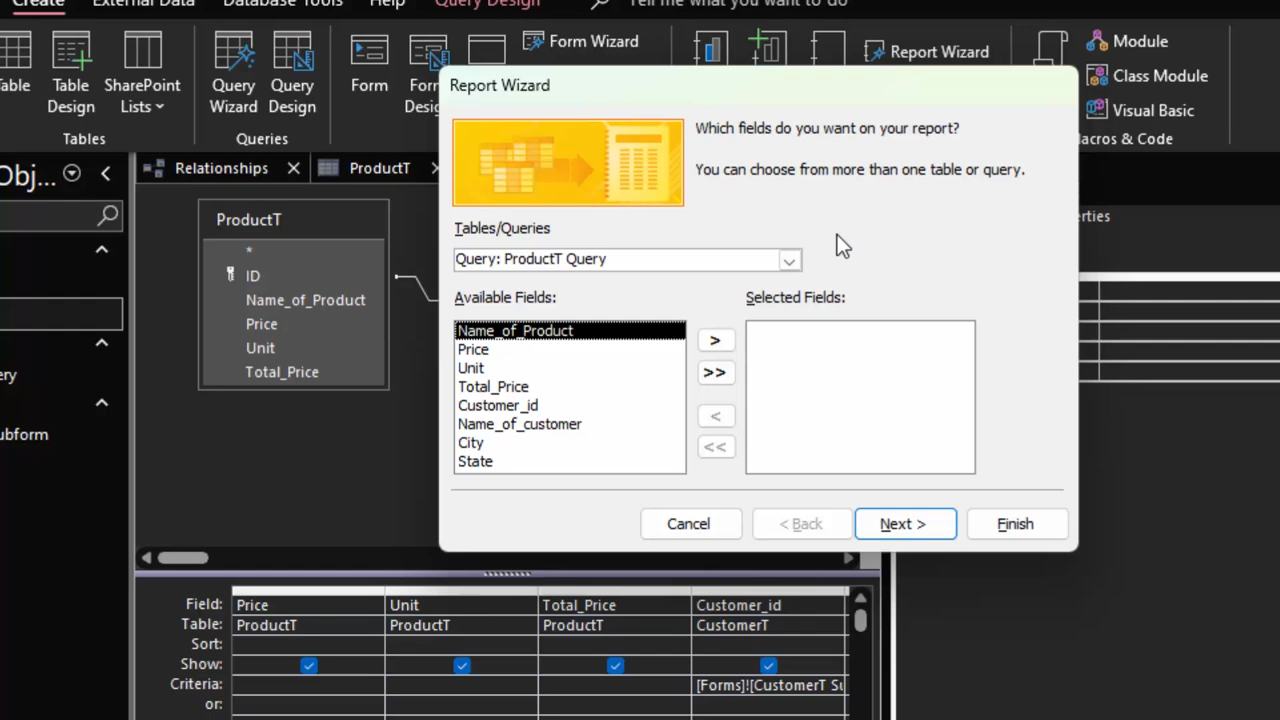 Create
External Data
Database Tools
Help
Query Design
Tell me what you want to do
Table
Table
Design
SharePoint
Lists
Tables
Query
Wizard
Query
Design
Queries
Form
Form
Form Wizard
Report Wizard
Module
Class Module
Visual Basic
Macros & Code
Obj...
Relationships
ProductT
ProductT
*
ID
Name_of_Product
Price
Unit
Total_Price
Report Wizard
Which fields do you want on your report?
You can choose from more than one table or query.
Tables/Queries
Query: ProductT Query
Available Fields:
Selected Fields:
Name_of_Product
Price
Unit
Total_Price
Customer_id
Name_of_customer
City
State
>
>>
<
<<
Cancel
< Back
Next >
Finish
Field: Price Unit Total_Price Customer_id
Table: ProductT ProductT ProductT CustomerT
Sort:
Show:
Criteria: [Forms]![CustomerT Su
or: